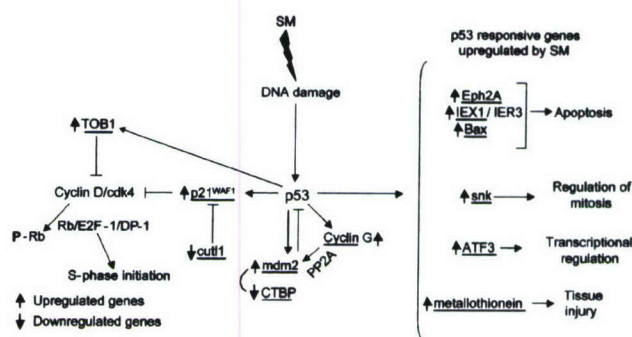 SM
DNA damage
TOB1
Cyclin D/cdk4
p21WAF1
p53
P-Rb
Rb/E2F-1/DP-1
cutl1
Cyclin G
mdm2
PP2A
CTBP
S-phase initiation
Upregulated genes
Downregulated genes
p53 responsive genes
upregulated by SM
Eph2A
IEX1/ IER3
Bax
Apoptosis
snk
Regulation of
mitosis
ATF3
Transcriptional
regulation
metallothionein
Tissue
injury